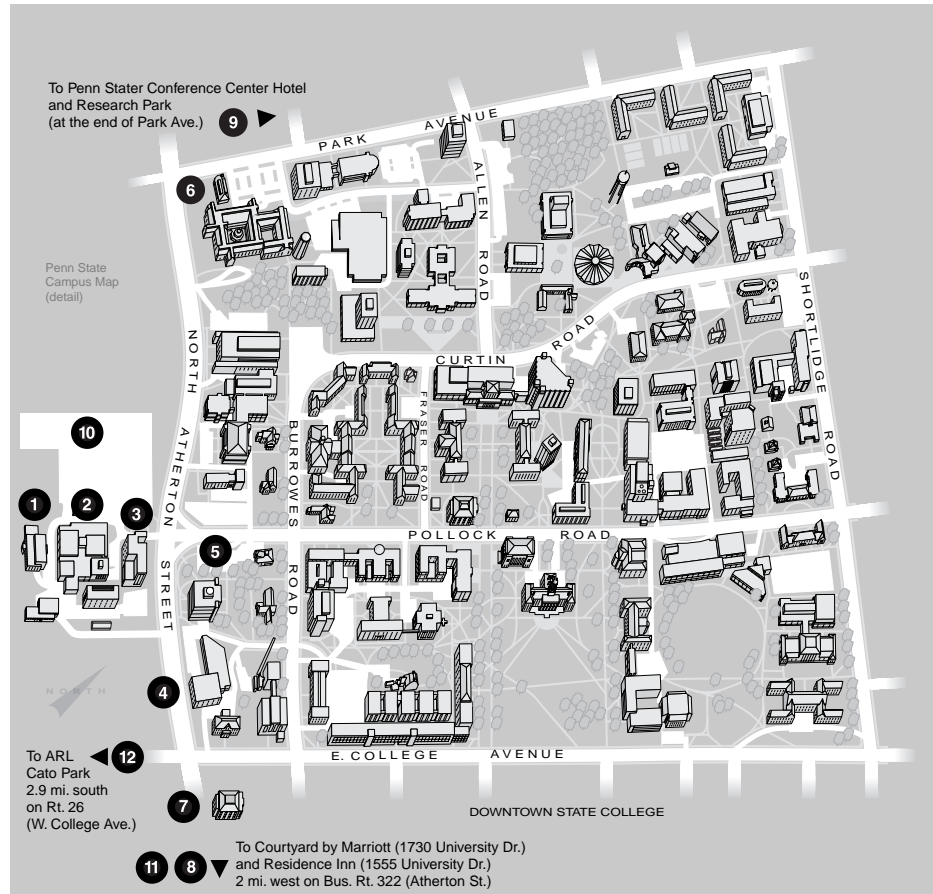 To Penn Stater Conference Center Hotel
and Research Park
(at the end of Park Ave.) 9
PARK AVENUE
6
ALLEN ROAD
Penn State
Campus Map
(detail)
SHORTLIDGE ROAD
NORTH ATHERTON STREET
CURTIN ROAD
FRASER ROAD
BURROWES ROAD
10
1
2
3
5
POLLOCK ROAD
NORTH
4
To ARL 12
Cato Park
2.9 mi. south
on Rt. 26
(W. College Ave.)
E. COLLEGE AVENUE
7
DOWNTOWN STATE COLLEGE
11 8 To Courtyard by Marriott (1730 University Dr.)
and Residence Inn (1555 University Dr.)
2 mi. west on Bus. Rt. 322 (Atherton St.)